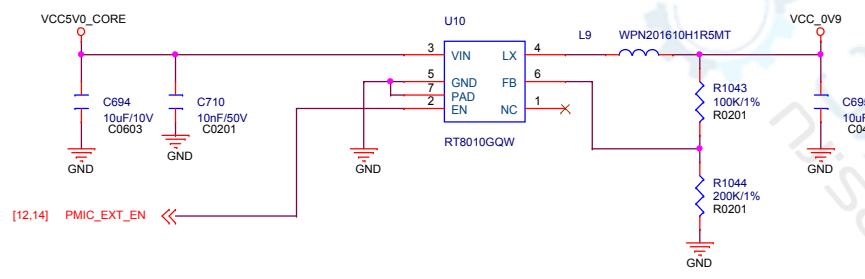 VCC5V0_CORE
U10
L9 WPN201610H1R5MT
VCC_0V9
3 VIN LX 4
5 GND FB 6
7 PAD
2 EN NC 1
RT8010GQW
C694
10uF/10V
C0603
C710
10nF/50V
C0201
R1043
100K/1%
R0201
GND
GND
GND
GND
R1044
200K/1%
R0201
GND
[12,14] PMIC_EXT_EN